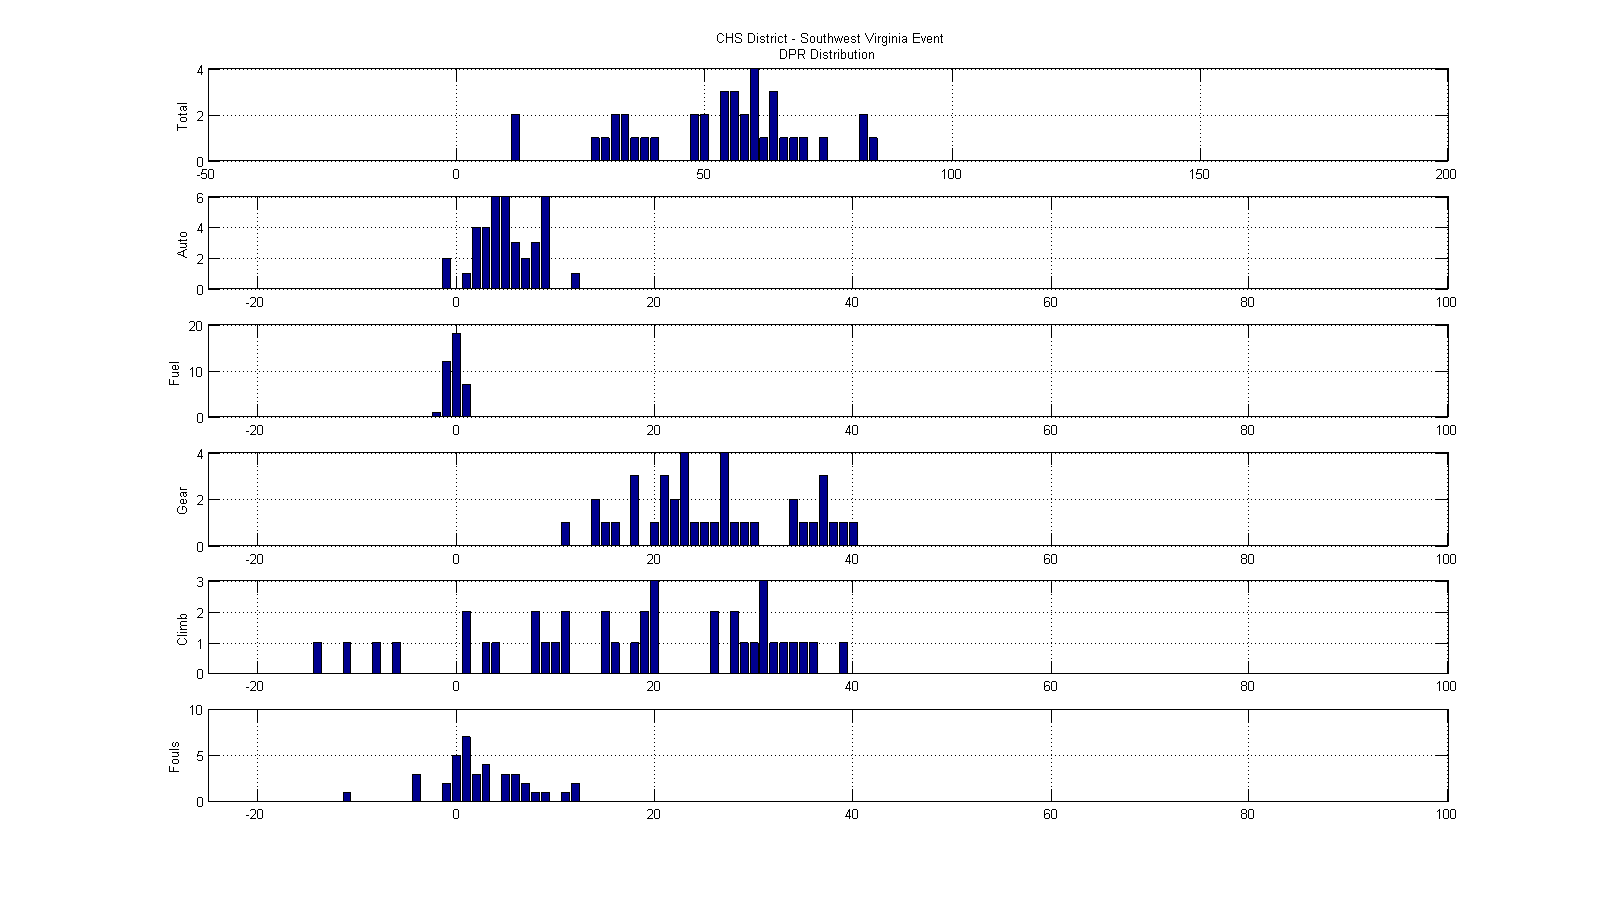 CHS District - Southwest Virginia Event
DPR Distribution
Total
4
2
0
-50 0 50 100 150 200
Auto
6
4
2
0
-20 0 20 40 60 80 100
Fuel
20
10
0
-20 0 20 40 60 80 100
Gear
4
2
0
-20 0 20 40 60 80 100
Climb
3
2
1
0
-20 0 20 40 60 80 100
Fouls
10
5
0
-20 0 20 40 60 80 100